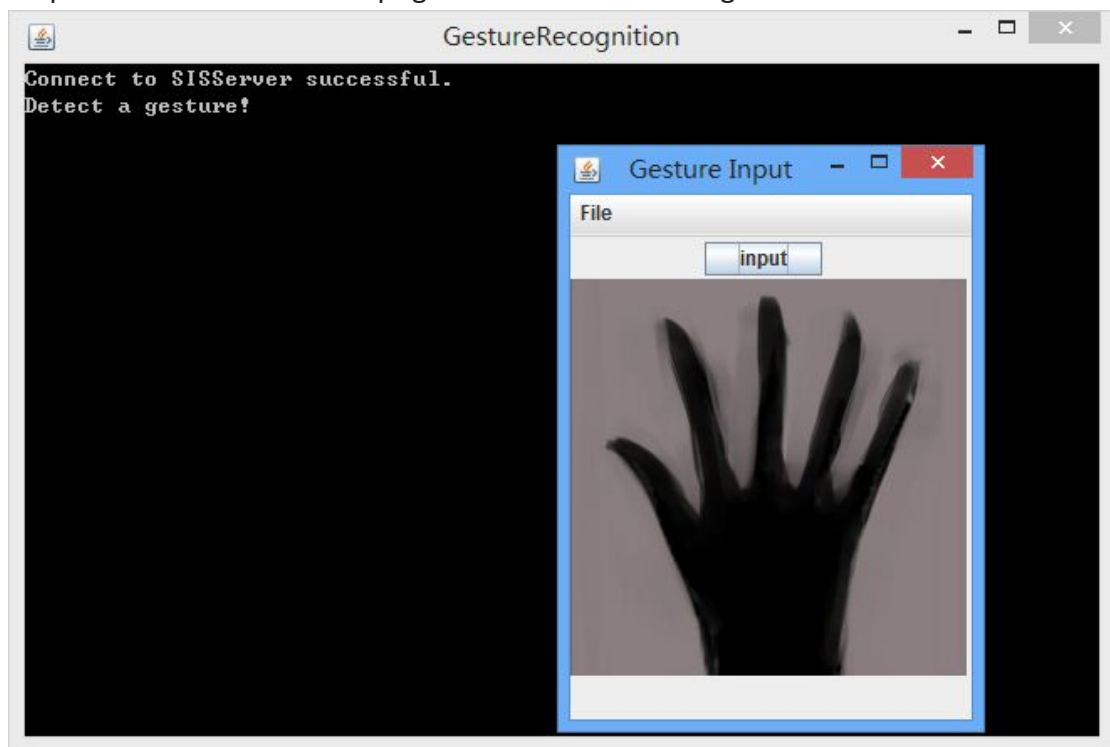 GestureRecognition
Connect to SISServer successful.
Detect a gesture!
Gesture Input
File
input